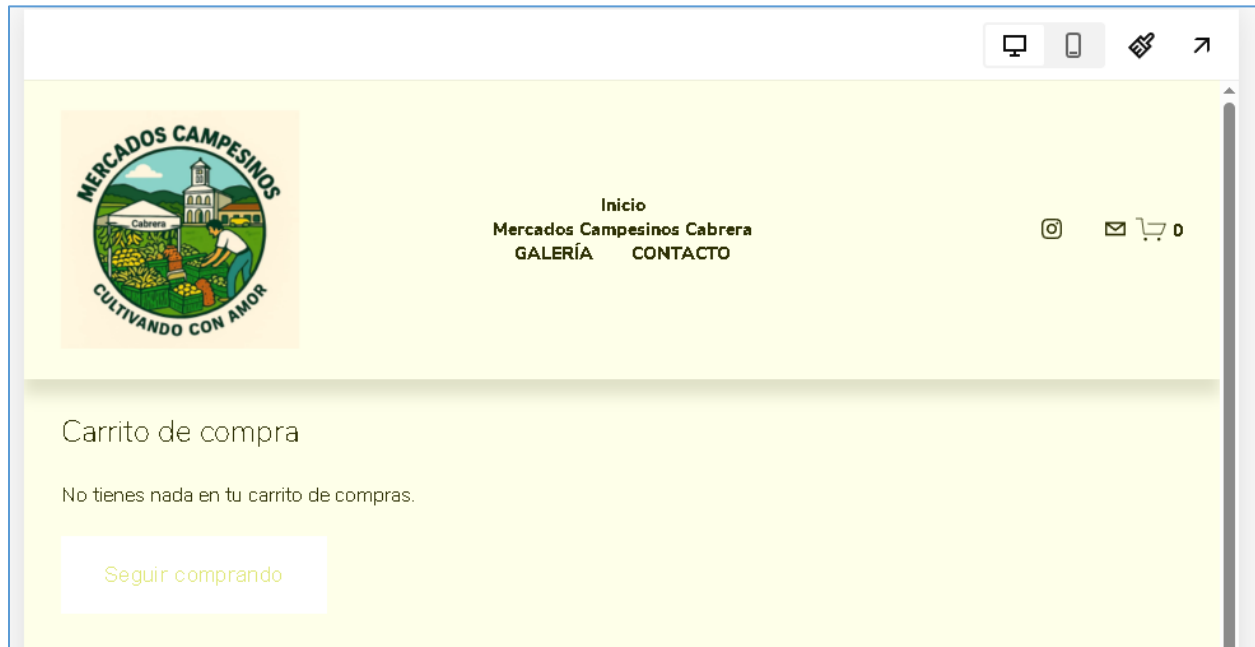 MERCADOS CAMPESINOS
Cabrera
CULTIVANDO CON AMOR
Inicio
Mercados Campesinos Cabrera
GALERÍA CONTACTO
0
Carrito de compra
No tienes nada en tu carrito de compras.
Seguir comprando